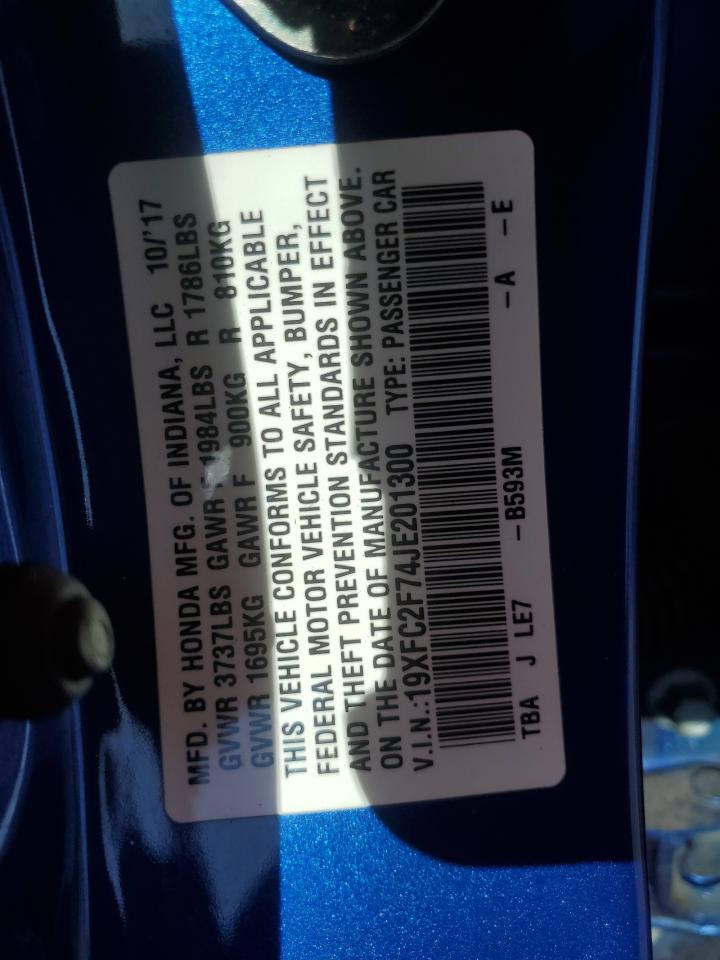 MFD. BY HONDA MFG. OF INDIANA, LLC 10/'17
GVWR 3737LBS GAWR F 1984LBS R 1786LBS
GVWR 1695KG GAWR F 900KG R 810KG
THIS VEHICLE CONFORMS TO ALL APPLICABLE
FEDERAL MOTOR VEHICLE SAFETY, BUMPER,
AND THEFT PREVENTION STANDARDS IN EFFECT
ON THE DATE OF MANUFACTURE SHOWN ABOVE.
V.I.N.:19XFC2F74JE201300 TYPE: PASSENGER CAR
TBA J LE7 -B593M -A -E